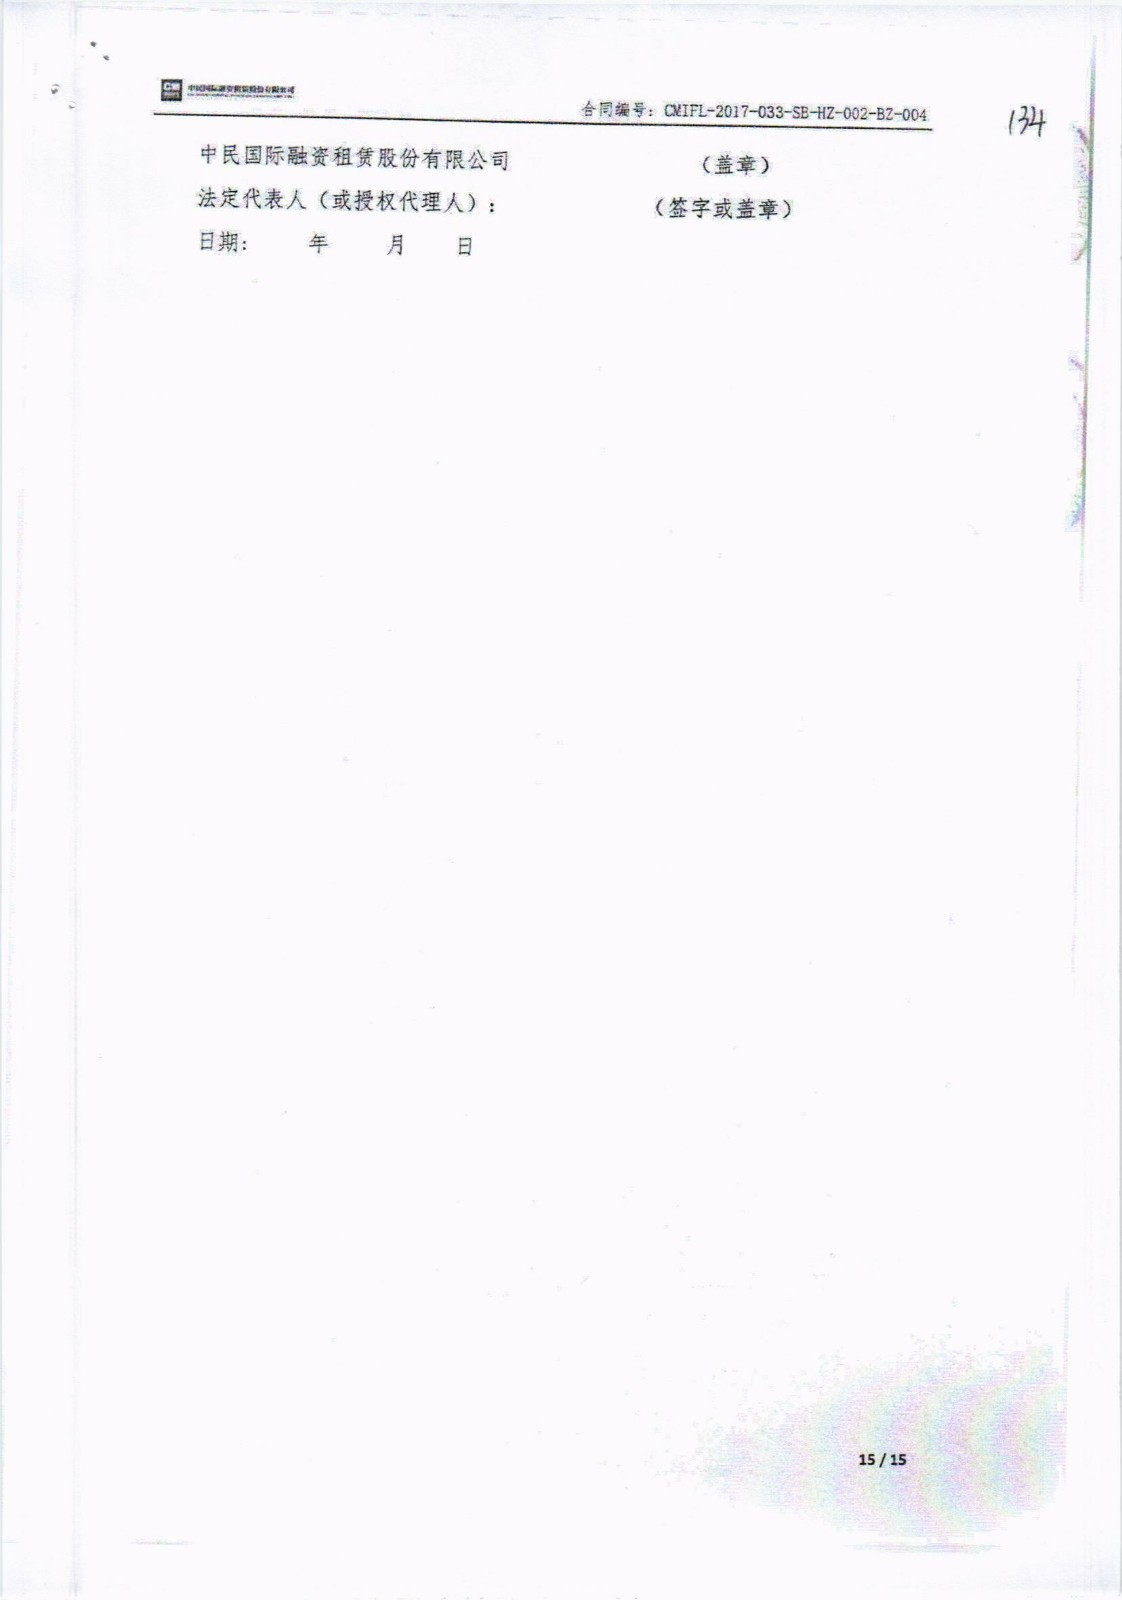 中民国际融资租赁股份有限公司
合同编号：CMIFL-2017-033-SB-HZ-002-BZ-004
134
中民国际融资租赁股份有限公司 （盖章）
法定代表人（或授权代理人）： （签字或盖章）
日期： 年 月 日
15 / 15